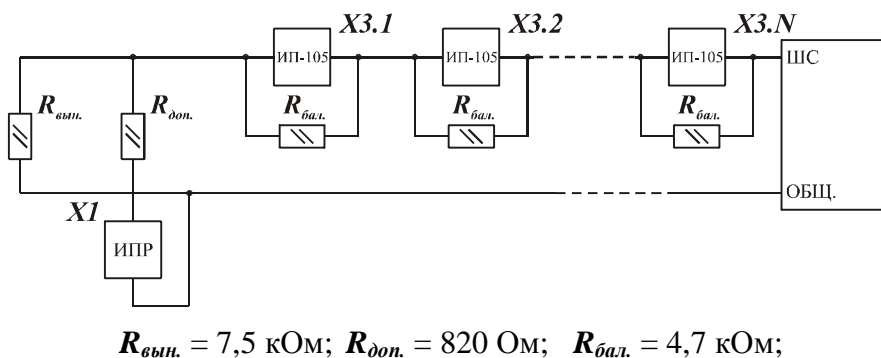 X3.1 X3.2 X3.N
ИП-105 ИП-105 ИП-105 ШС
Rвын. Rдоп. Rбал. Rбал. Rбал.
X1 ОБЩ.
ИПР
Rвын. = 7,5 кОм; Rдоп. = 820 Ом; Rбал. = 4,7 кОм;